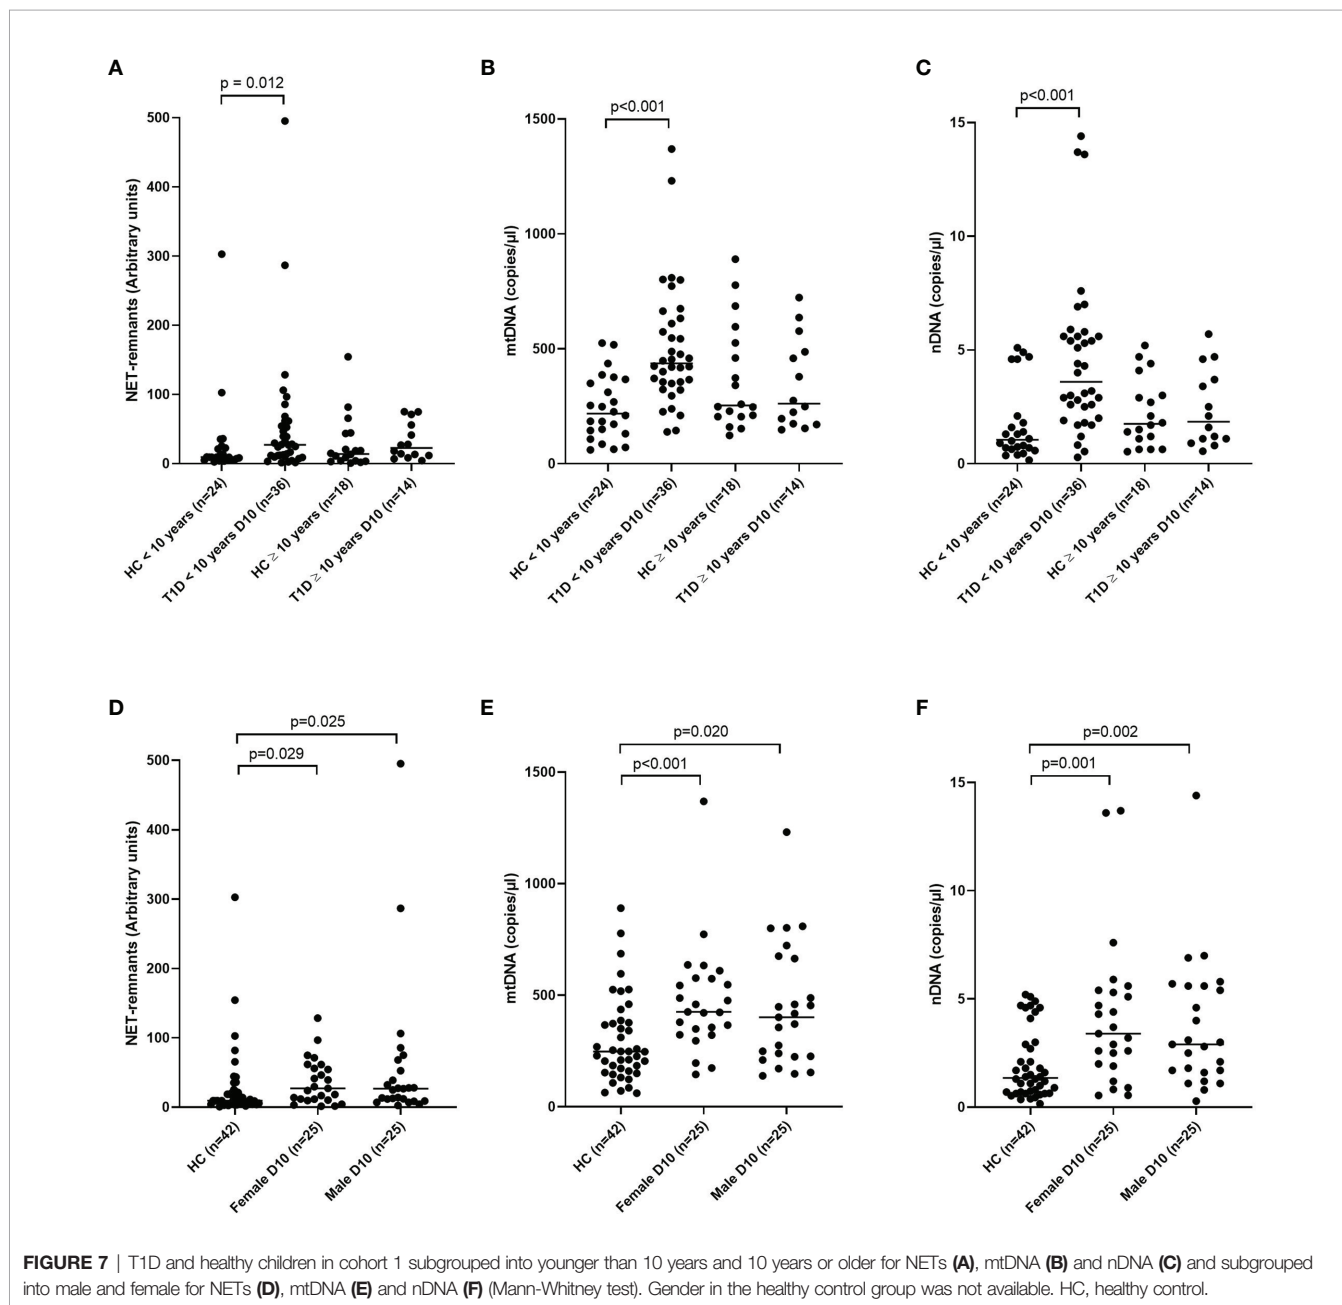 A
p = 0.012
NET-remnants (Arbitrary units)
500
400
300
200
100
0
HC < 10 years (n=24)
T1D < 10 years D10 (n=36)
HC ≥ 10 years (n=18)
T1D ≥ 10 years D10 (n=14)
B
p<0.001
mtDNA (copies/µl)
1500
1000
500
0
HC < 10 years (n=24)
T1D < 10 years D10 (n=36)
HC ≥ 10 years (n=18)
T1D ≥ 10 years D10 (n=14)
C
p<0.001
nDNA (copies/µl)
15
10
5
0
HC < 10 years (n=24)
T1D < 10 years D10 (n=36)
HC ≥ 10 years (n=18)
T1D ≥ 10 years D10 (n=14)
D
p=0.025
p=0.029
NET-remnants (Arbitrary units)
500
400
300
200
100
0
HC (n=42)
Female D10 (n=25)
Male D10 (n=25)
E
p=0.020
p<0.001
mtDNA (copies/µl)
1500
1000
500
0
HC (n=42)
Female D10 (n=25)
Male D10 (n=25)
F
p=0.002
p=0.001
nDNA (copies/µl)
15
10
5
0
HC (n=42)
Female D10 (n=25)
Male D10 (n=25)
FIGURE 7 | T1D and healthy children in cohort 1 subgrouped into younger than 10 years and 10 years or older for NETs (A), mtDNA (B) and nDNA (C) and subgrouped
into male and female for NETs (D), mtDNA (E) and nDNA (F) (Mann-Whitney test). Gender in the healthy control group was not available. HC, healthy control.